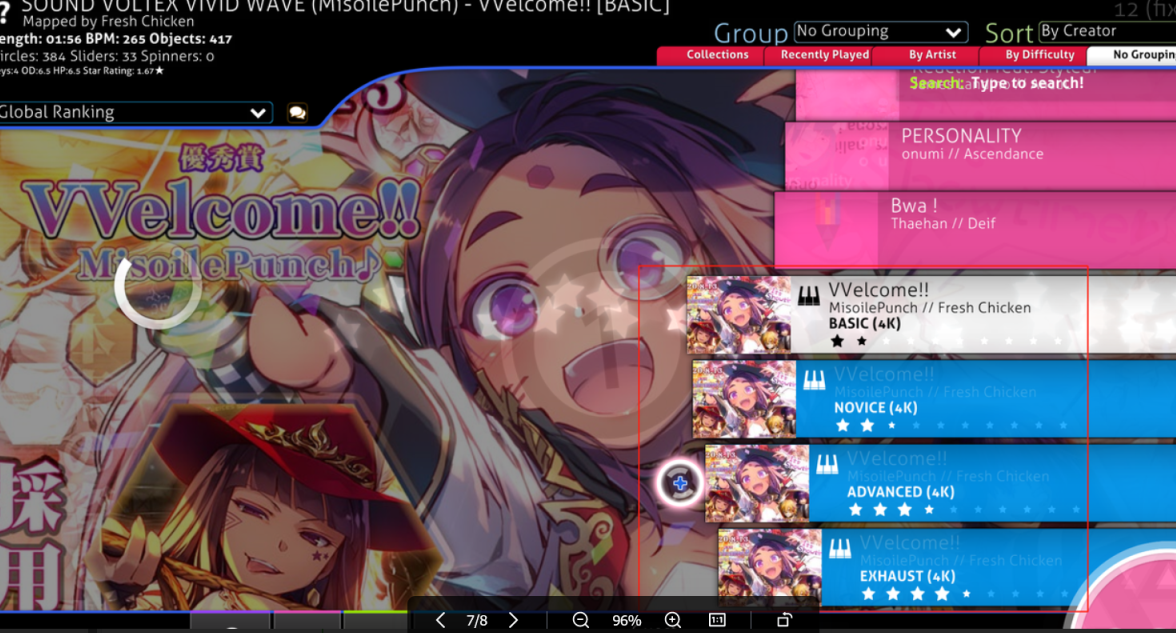 SOUND VOLTEX VIVID WAVE (MisoilePunch) - VVelcome!! [BASIC]
Mapped by Fresh Chicken
ength: 01:56 BPM: 265 Objects: 417
ircles: 384 Sliders: 33 Spinners: 0
eys:4 OD:6.5 HP:6.5 Star Rating: 1.67★
Global Ranking
12 (fix
Group No Grouping
Sort By Creator
Collections
Recently Played
By Artist
By Difficulty
No Grouping
Search: Type to search!
PERSONALITY
onumi // Ascendance
Bwa !
Thaehan // Deif
優秀賞
VVelcome!!
MisoilePunch♪
VVelcome!!
MisoilePunch // Fresh Chicken
BASIC (4K)
VVelcome!!
MisoilePunch // Fresh Chicken
NOVICE (4K)
VVelcome!!
MisoilePunch // Fresh Chicken
ADVANCED (4K)
VVelcome!!
MisoilePunch // Fresh Chicken
EXHAUST (4K)
採用
7/8
96%
1:1